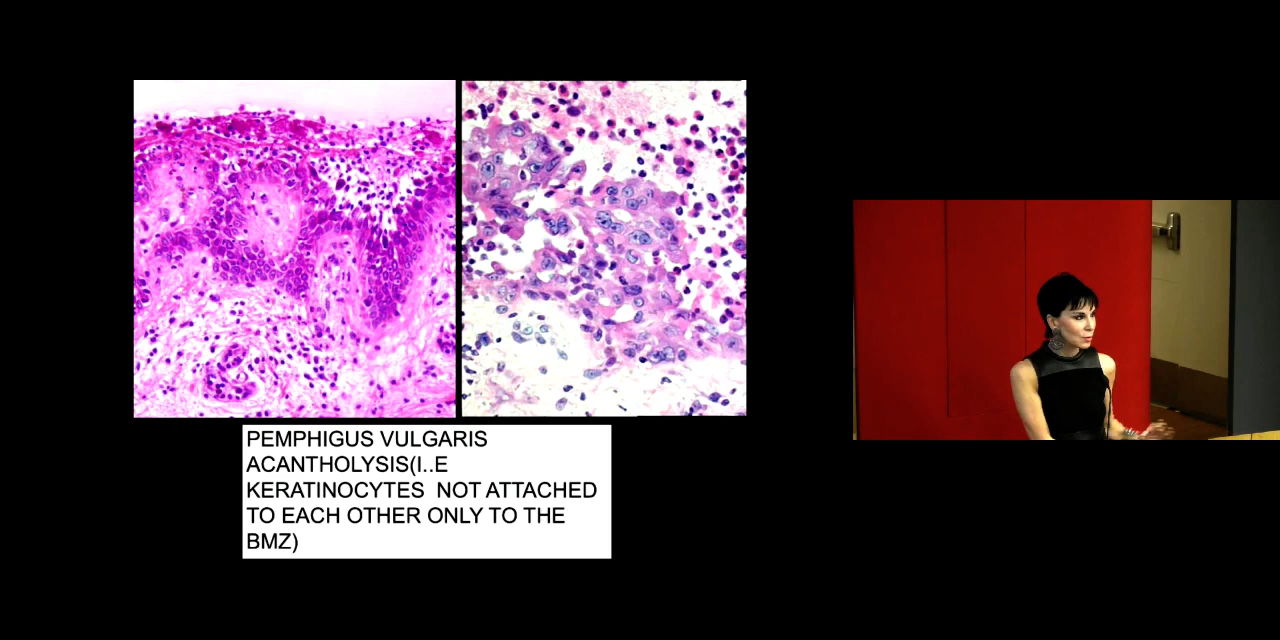 PEMPHIGUS VULGARIS
ACANTHOLYSIS(I..E
KERATINOCYTES  NOT ATTACHED
TO EACH OTHER ONLY TO THE
BMZ)